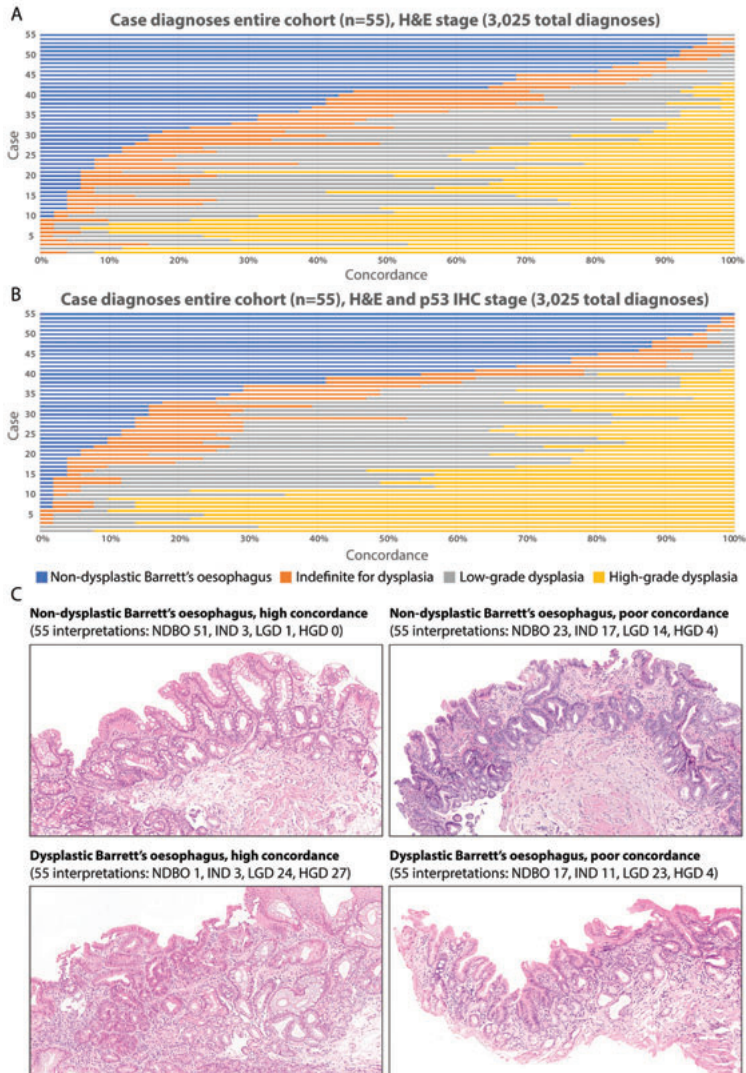 A
Case diagnoses entire cohort (n=55), H&E stage (3,025 total diagnoses)
55
50
45
40
35
30
25
20
15
10
5
Case
0% 10% 20% 30% 40% 50% 60% 70% 80% 90% 100%
Concordance
B
Case diagnoses entire cohort (n=55), H&E and p53 IHC stage (3,025 total diagnoses)
55
50
45
40
35
30
25
20
15
10
5
Case
0% 10% 20% 30% 40% 50% 60% 70% 80% 90% 100%
Concordance
Non-dysplastic Barrett's oesophagus Indefinite for dysplasia Low-grade dysplasia High-grade dysplasia
C
Non-dysplastic Barrett's oesophagus, high concordance
(55 interpretations: NDBO 51, IND 3, LGD 1, HGD 0)
Non-dysplastic Barrett's oesophagus, poor concordance
(55 interpretations: NDBO 23, IND 17, LGD 14, HGD 4)
Dysplastic Barrett's oesophagus, high concordance
(55 interpretations: NDBO 1, IND 3, LGD 24, HGD 27)
Dysplastic Barrett's oesophagus, poor concordance
(55 interpretations: NDBO 17, IND 11, LGD 23, HGD 4)